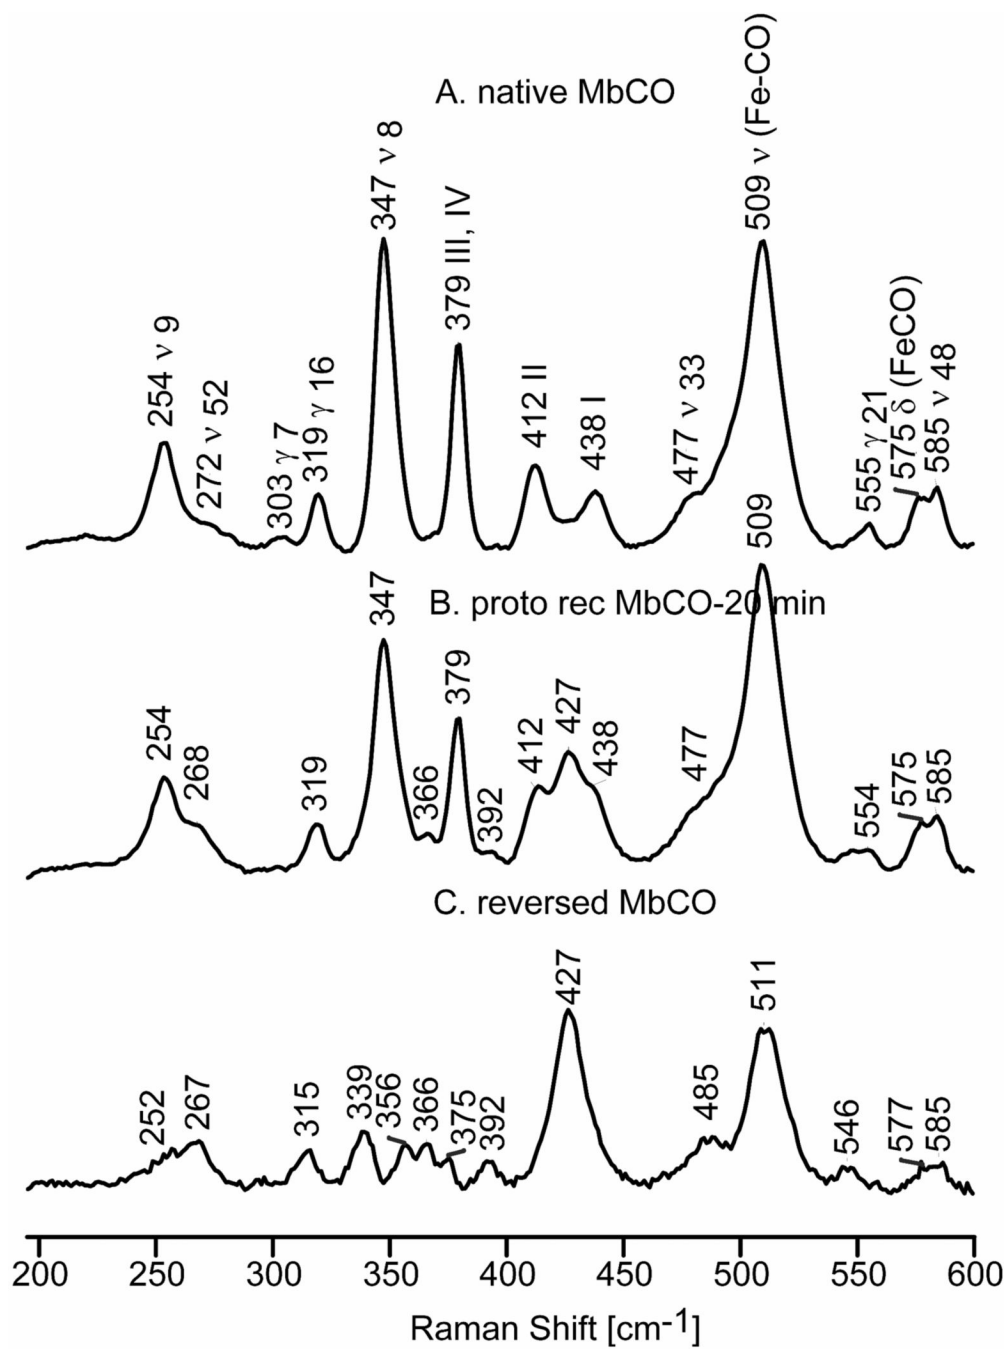 A. native MbCO
254 ν 9
272 ν 52
303 γ 7
319 γ 16
347 ν 8
379 III, IV
412 II
438 I
477 ν 33
509 ν (Fe-CO)
555 γ 21
575 δ (FeCO)
585 ν 48
B. proto rec MbCO-20 min
254
268
319
347
366
379
392
412
427
438
477
509
554
575
585
C. reversed MbCO
252
267
315
339
356
366
375
392
427
485
511
546
577
585
200 250 300 350 400 450 500 550 600
Raman Shift [cm-1]